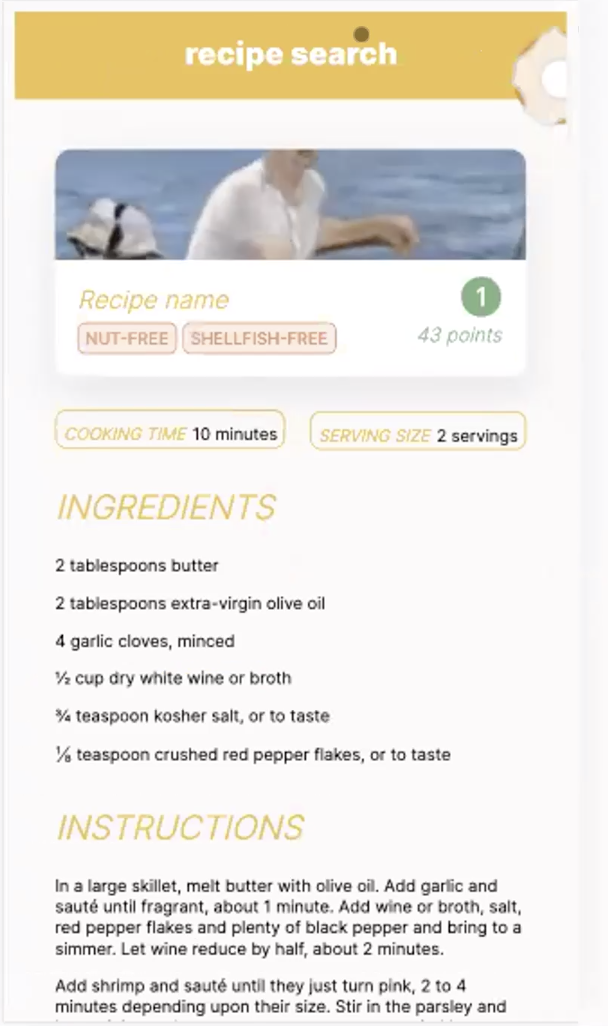 recipe search
Recipe name
1
NUT-FREE SHELLFISH-FREE
43 points
COOKING TIME 10 minutes
SERVING SIZE 2 servings
INGREDIENTS
2 tablespoons butter
2 tablespoons extra-virgin olive oil
4 garlic cloves, minced
½ cup dry white wine or broth
¾ teaspoon kosher salt, or to taste
⅛ teaspoon crushed red pepper flakes, or to taste
INSTRUCTIONS
In a large skillet, melt butter with olive oil. Add garlic and
sauté until fragrant, about 1 minute. Add wine or broth, salt,
red pepper flakes and plenty of black pepper and bring to a
simmer. Let wine reduce by half, about 2 minutes.
Add shrimp and sauté until they just turn pink, 2 to 4
minutes depending upon their size. Stir in the parsley and